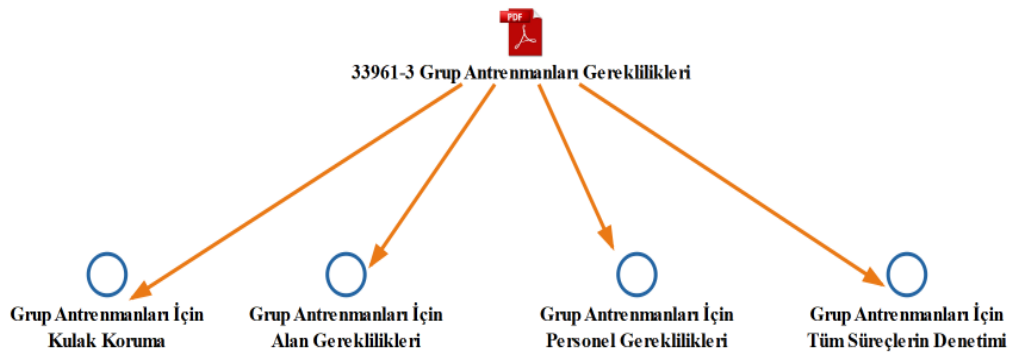 PDF
33961-3 Grup Antrenmanları Gereklilikleri
Grup Antrenmanları İçin
Kulak Koruma
Grup Antrenmanları İçin
Alan Gereklilikleri
Grup Antrenmanları İçin
Personel Gereklilikleri
Grup Antrenmanları İçin
Tüm Süreçlerin Denetimi